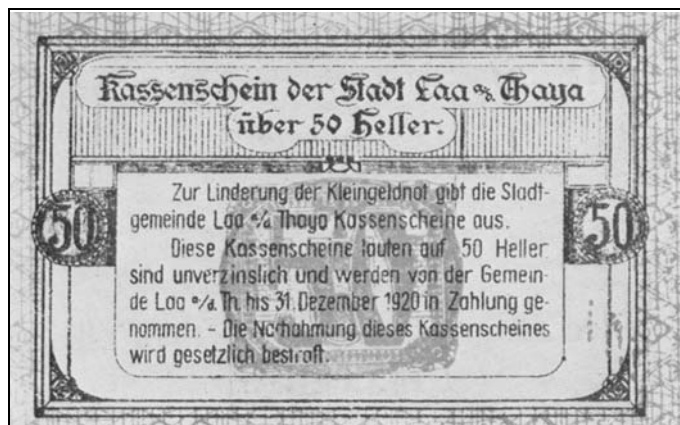 Kassenschein der Stadt Laa a/d. Thaya
über 50 Heller.
Zur Linderung der Kleingeldnot gibt die Stadt-
gemeinde Laa a/d. Thaya Kassenscheine aus.
Diese Kassenscheine lauten auf 50 Heller
sind unverzinslich und werden von der Gemein-
de Laa a/d. Th. bis 31. Dezember 1920 in Zahlung ge-
nommen. - Die Nachahmung dieses Kassenscheines
wird gesetzlich bestraft.
50
50
50